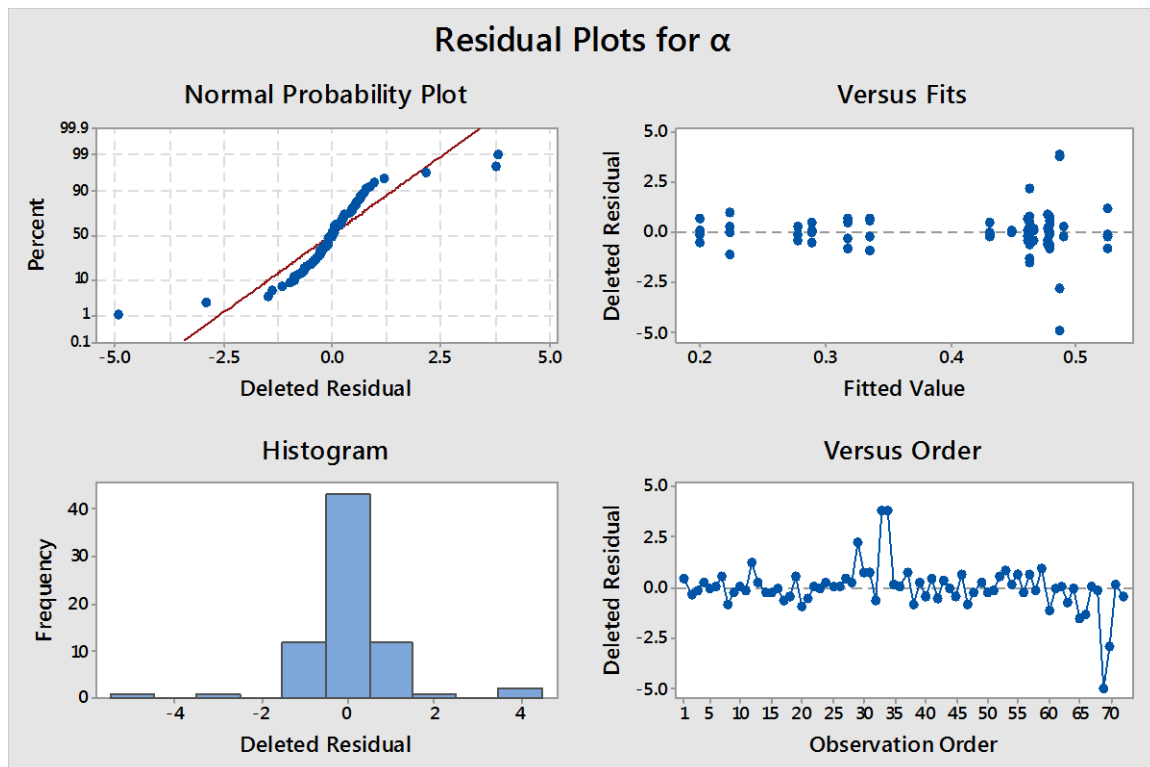 Residual Plots for α
Normal Probability Plot
Percent
99.9
99
90
50
10
1
0.1
-5.0 -2.5 0.0 2.5 5.0
Deleted Residual
Versus Fits
Deleted Residual
5.0
2.5
0.0
-2.5
-5.0
0.2 0.3 0.4 0.5
Fitted Value
Histogram
Frequency
40
30
20
10
0
-4 -2 0 2 4
Deleted Residual
Versus Order
Deleted Residual
5.0
2.5
0.0
-2.5
-5.0
1 5 10 15 20 25 30 35 40 45 50 55 60 65 70
Observation Order